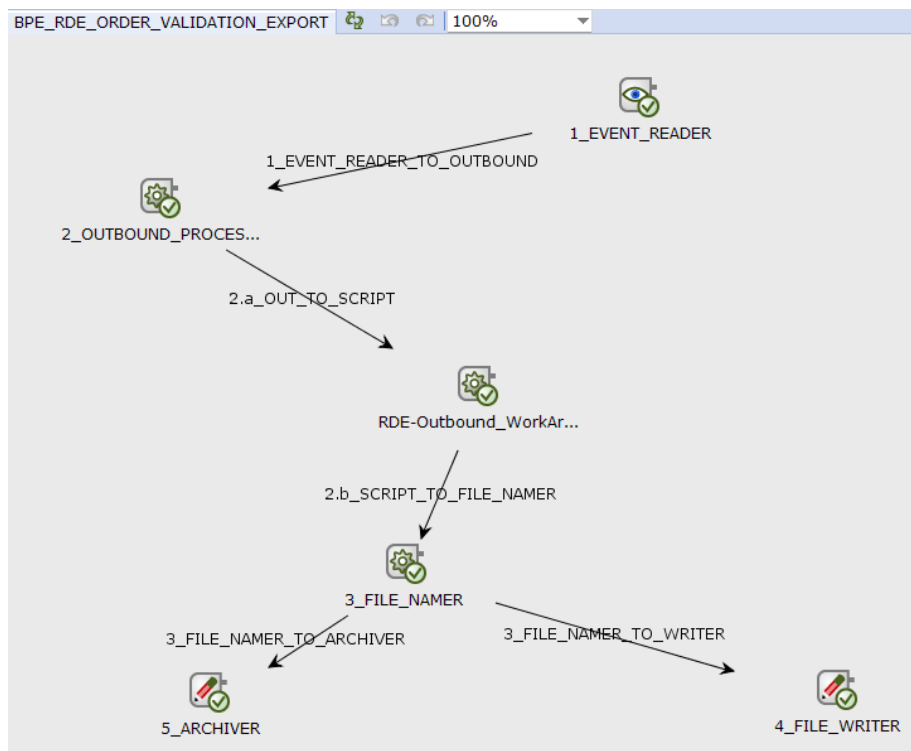 BPE_RDE_ORDER_VALIDATION_EXPORT 100%
1_EVENT_READER
1_EVENT_READER_TO_OUTBOUND
2_OUTBOUND_PROCES...
2.a_OUT_TO_SCRIPT
RDE-Outbound_WorkAr...
2.b_SCRIPT_TO_FILE_NAMER
3_FILE_NAMER
3_FILE_NAMER_TO_ARCHIVER
3_FILE_NAMER_TO_WRITER
5_ARCHIVER
4_FILE_WRITER